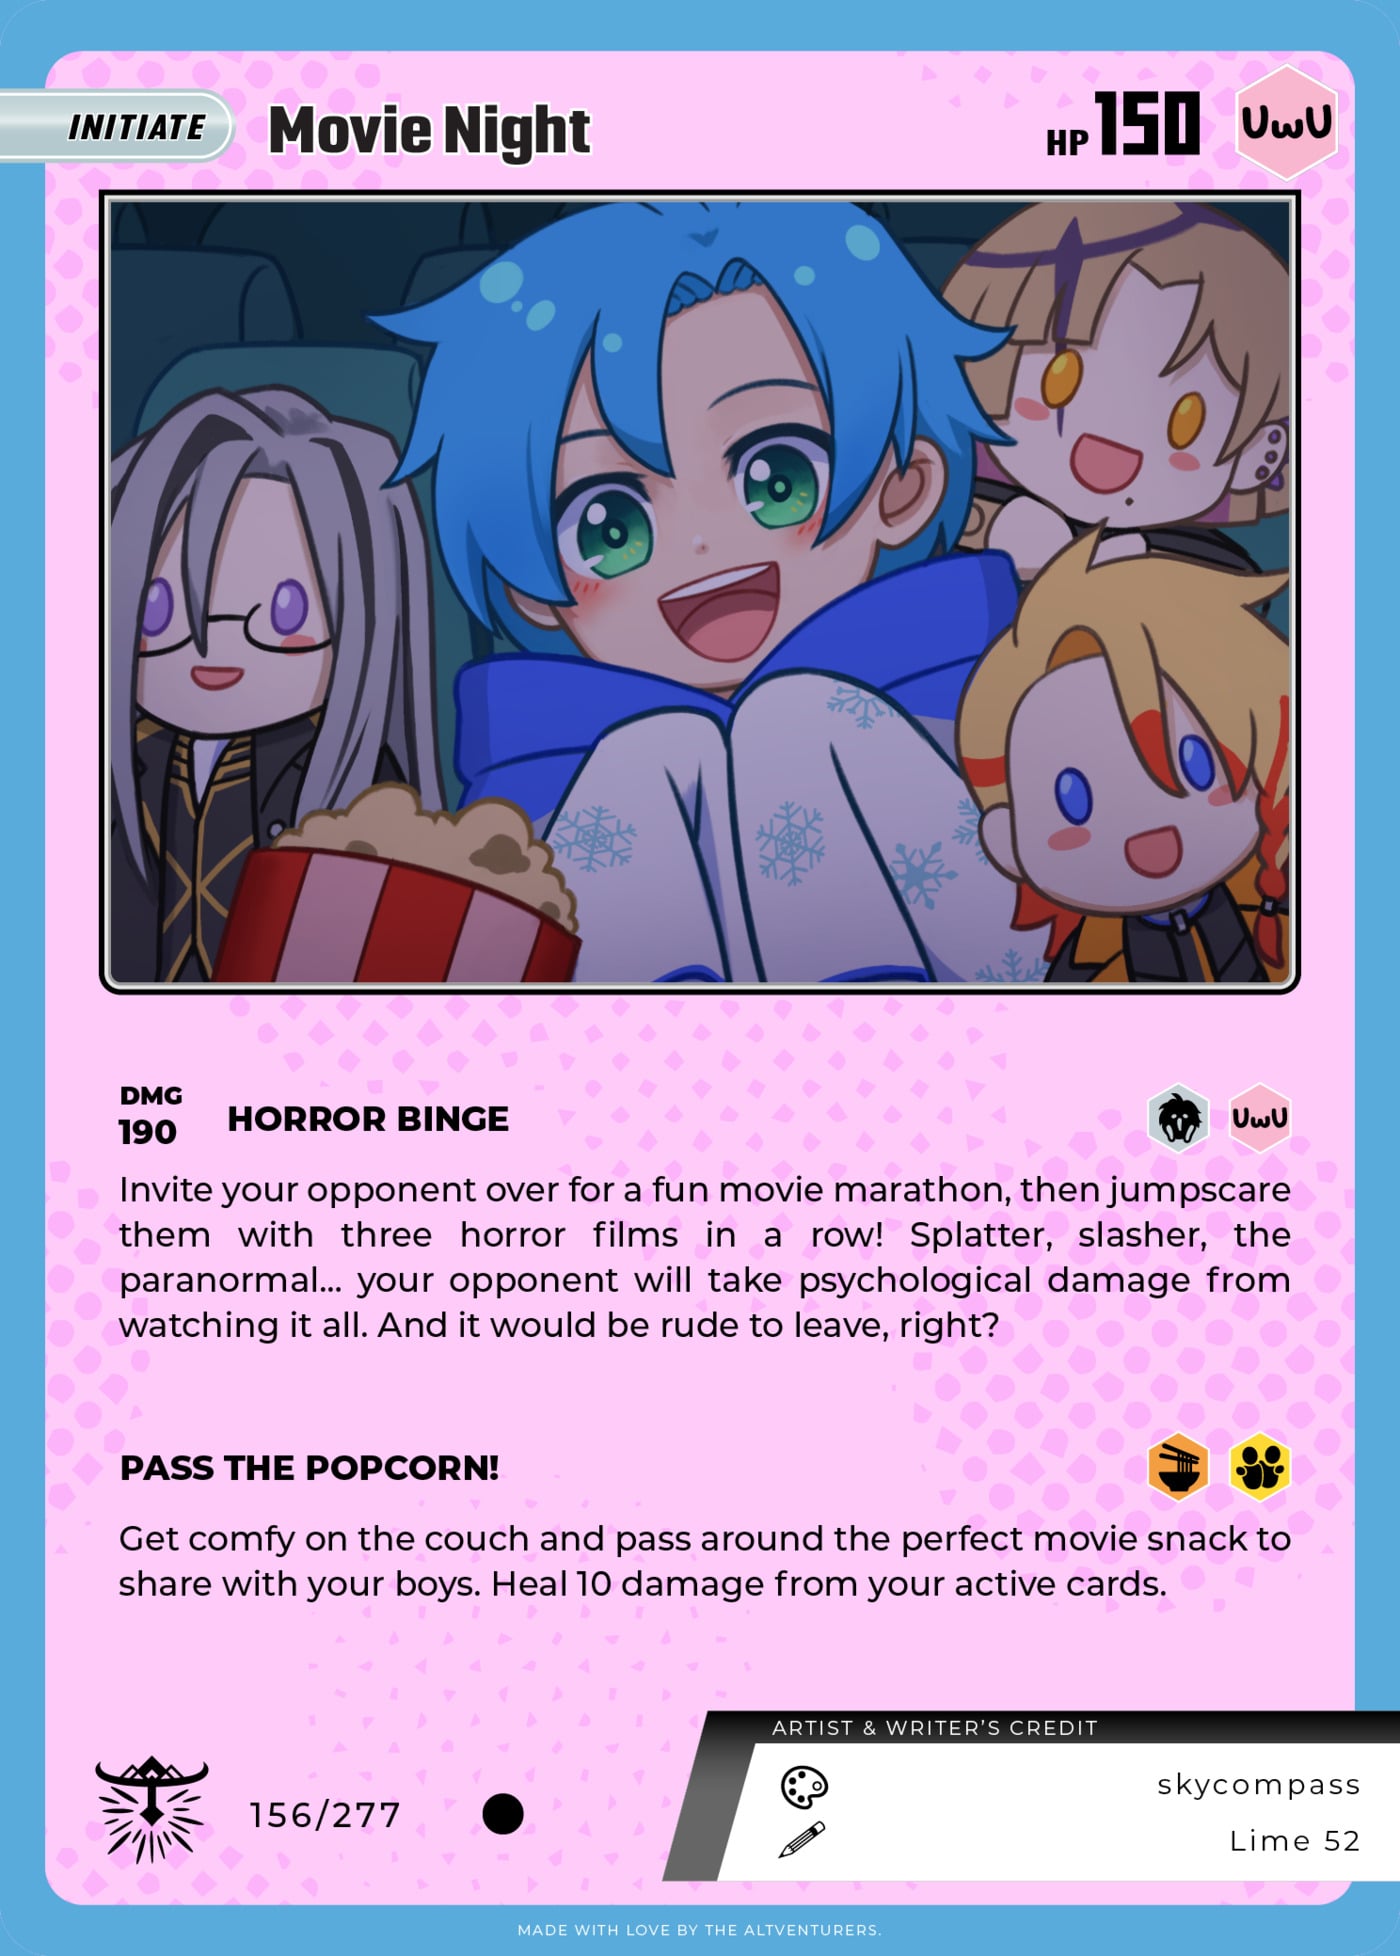 INITIATE
Movie Night
HP 150
UwU
DMG
190
HORROR BINGE
UwU
Invite your opponent over for a fun movie marathon, then jumpscare
them with three horror films in a row! Splatter, slasher, the
paranormal... your opponent will take psychological damage from
watching it all. And it would be rude to leave, right?
PASS THE POPCORN!
Get comfy on the couch and pass around the perfect movie snack to
share with your boys. Heal 10 damage from your active cards.
ARTIST & WRITER'S CREDIT
skycompass
Lime 52
156/277
MADE WITH LOVE BY THE ALTVENTURERS.